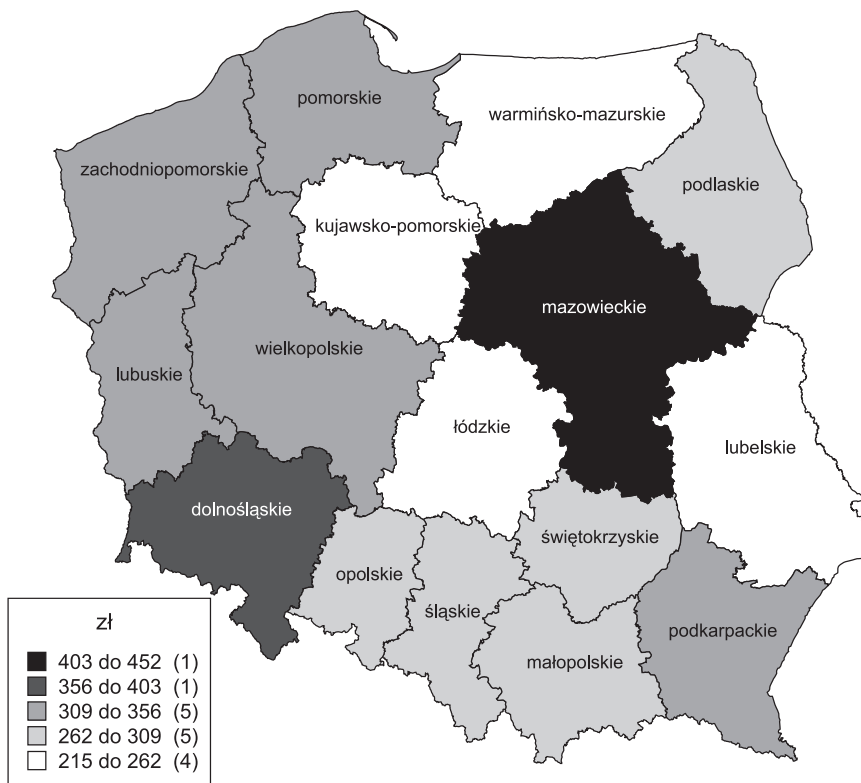 pomorskie
warmińsko-mazurskie
zachodniopomorskie
podlaskie
kujawsko-pomorskie
mazowieckie
wielkopolskie
lubuskie
łódzkie
lubelskie
dolnośląskie
świętokrzyskie
opolskie
śląskie
podkarpackie
małopolskie
zł
403 do 452 (1)
356 do 403 (1)
309 do 356 (5)
262 do 309 (5)
215 do 262 (4)